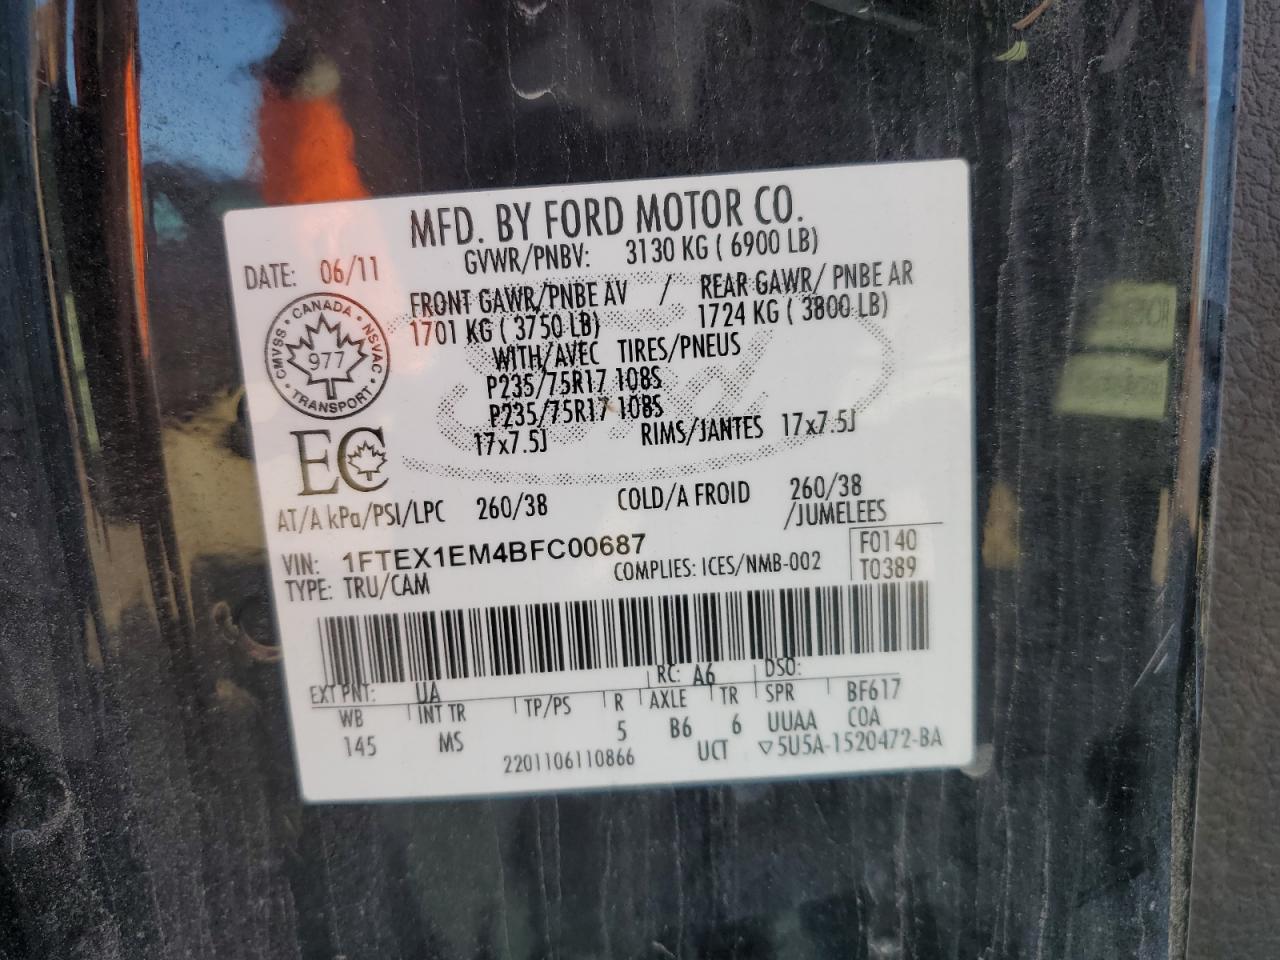 MFD. BY FORD MOTOR CO.
DATE: 06/11
GVWR/PNBV: 3130 KG ( 6900 LB)
FRONT GAWR/PNBE AV / REAR GAWR/ PNBE AR
1701 KG ( 3750 LB) 1724 KG ( 3800 LB)
WITH/AVEC TIRES/PNEUS
P235/75R17 108S
P235/75R17 108S
17x7.5J RIMS/JANTES 17x7.5J
CMVSS • CANADA • NSVAC • TRANSPORT •
977
EC
AT/A kPa/PSI/LPC 260/38 COLD/A FROID 260/38
/JUMELEES
VIN: 1FTEX1EM4BFC00687
F0140
TYPE: TRU/CAM COMPLIES: ICES/NMB-002 T0389
EXT PNT: UA RC: A6 DSO:
WB INT TR TP/PS R AXLE TR SPR BF617
145 MS 5 B6 6 UUAA COA
2201106110866 UCT ▽5U5A-1520472-BA